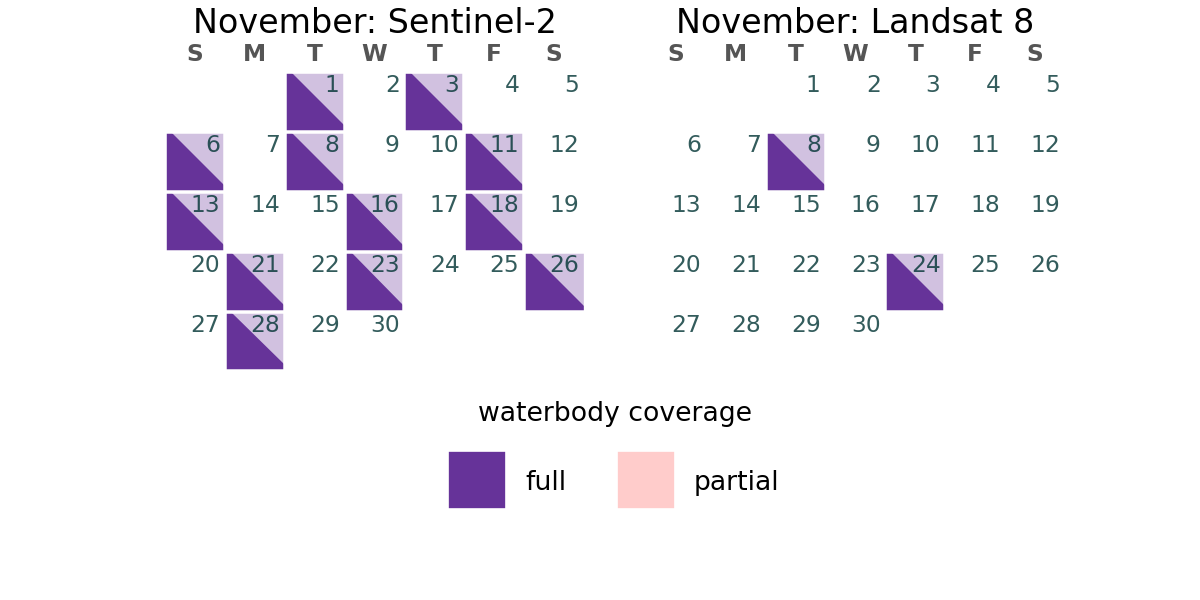 November: Sentinel-2
S M T W T F S
1 2 3 4 5
6 7 8 9 10 11 12
13 14 15 16 17 18 19
20 21 22 23 24 25 26
27 28 29 30
November: Landsat 8
S M T W T F S
1 2 3 4 5
6 7 8 9 10 11 12
13 14 15 16 17 18 19
20 21 22 23 24 25 26
27 28 29 30
waterbody coverage
full partial